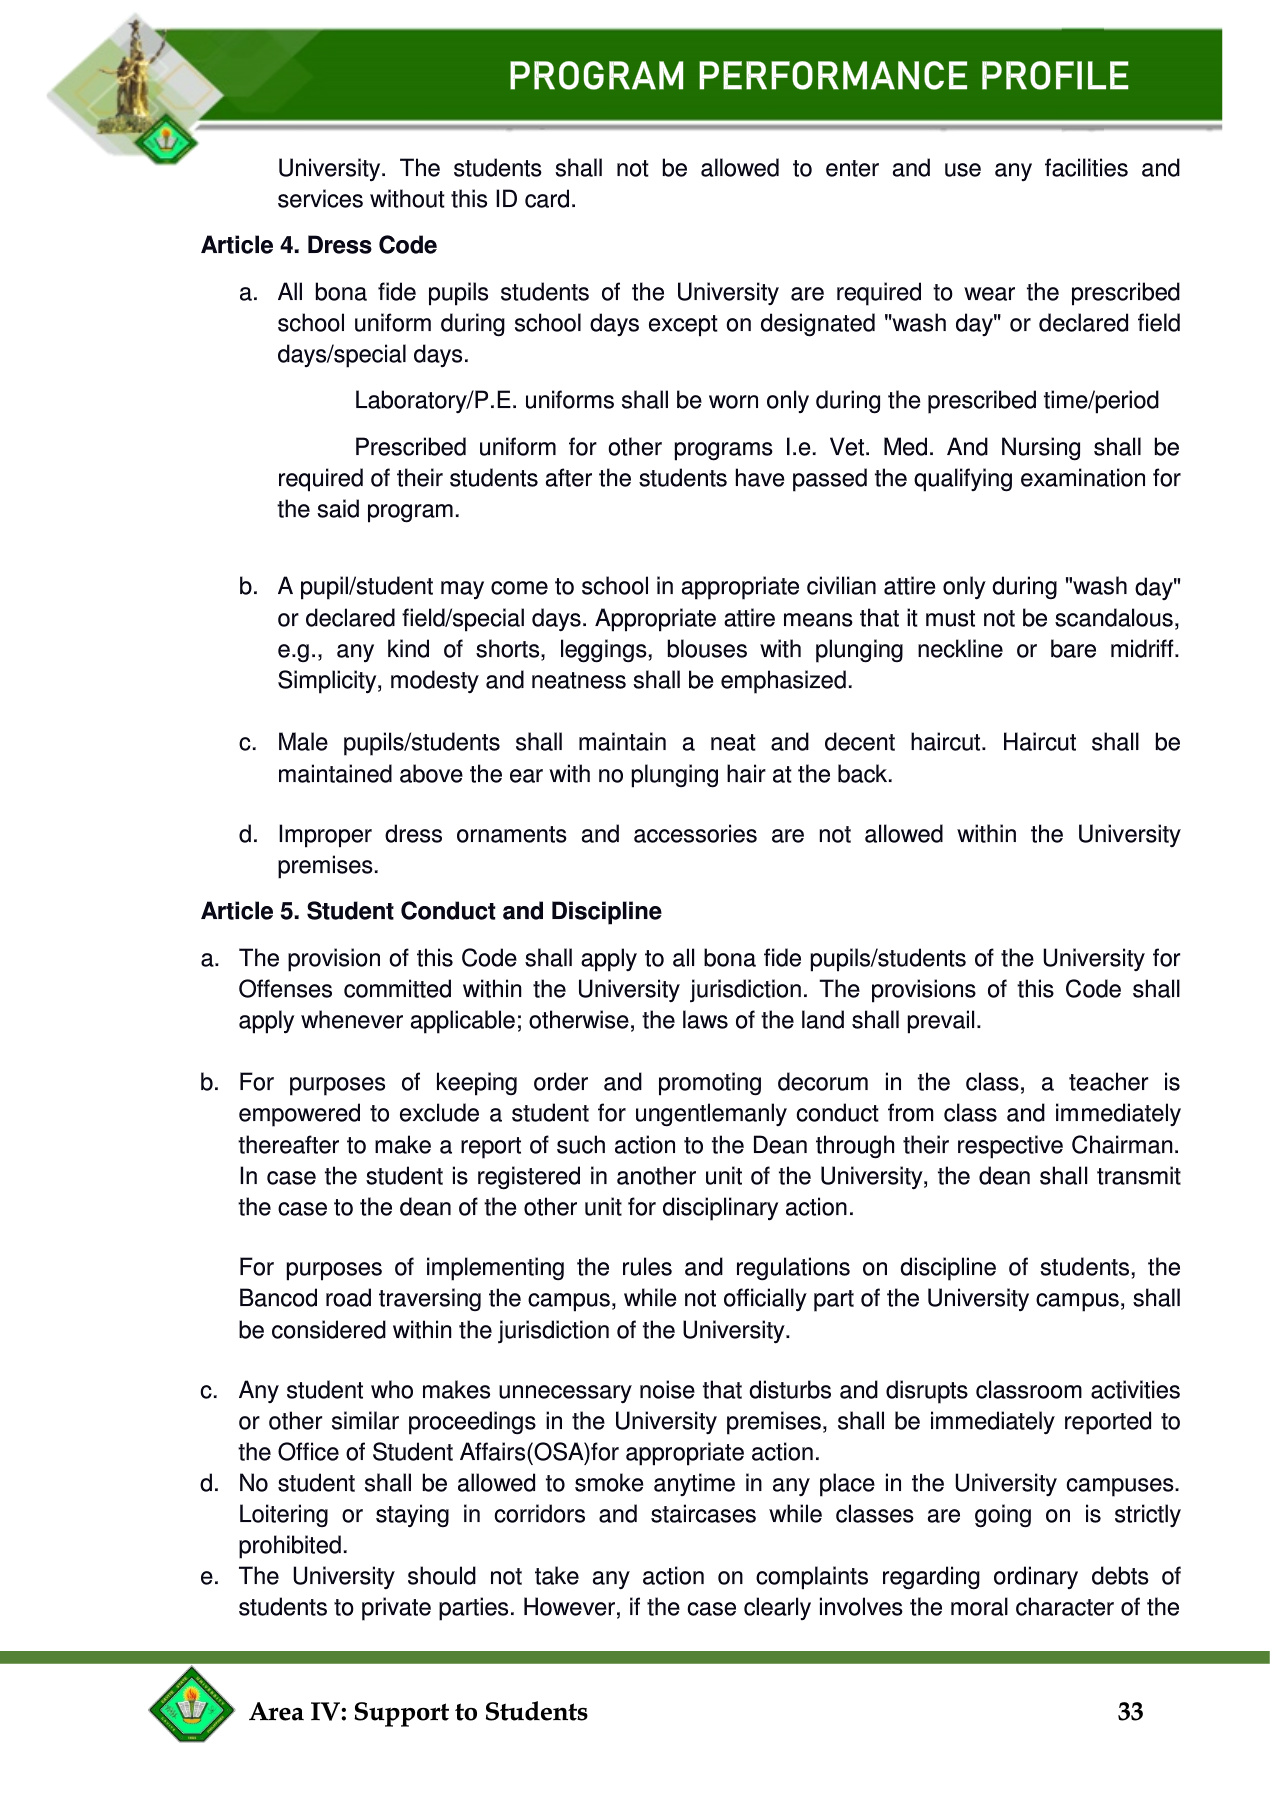 PROGRAM PERFORMANCE PROFILE
University. The students shall not be allowed to enter and use any facilities and
services without this ID card.
Article 4. Dress Code
a. All bona fide pupils students of the University are required to wear the prescribed
school uniform during school days except on designated "wash day" or declared field
days/special days.
Laboratory/P.E. uniforms shall be worn only during the prescribed time/period
Prescribed uniform for other programs I.e. Vet. Med. And Nursing shall be
required of their students after the students have passed the qualifying examination for
the said program.
b. A pupil/student may come to school in appropriate civilian attire only during "wash day"
or declared field/special days. Appropriate attire means that it must not be scandalous,
e.g., any kind of shorts, leggings, blouses with plunging neckline or bare midriff.
Simplicity, modesty and neatness shall be emphasized.
c. Male pupils/students shall maintain a neat and decent haircut. Haircut shall be
maintained above the ear with no plunging hair at the back.
d. Improper dress ornaments and accessories are not allowed within the University
premises.
Article 5. Student Conduct and Discipline
a. The provision of this Code shall apply to all bona fide pupils/students of the University for
Offenses committed within the University jurisdiction. The provisions of this Code shall
apply whenever applicable; otherwise, the laws of the land shall prevail.
b. For purposes of keeping order and promoting decorum in the class, a teacher is
empowered to exclude a student for ungentlemanly conduct from class and immediately
thereafter to make a report of such action to the Dean through their respective Chairman.
In case the student is registered in another unit of the University, the dean shall transmit
the case to the dean of the other unit for disciplinary action.
For purposes of implementing the rules and regulations on discipline of students, the
Bancod road traversing the campus, while not officially part of the University campus, shall
be considered within the jurisdiction of the University.
c. Any student who makes unnecessary noise that disturbs and disrupts classroom activities
or other similar proceedings in the University premises, shall be immediately reported to
the Office of Student Affairs(OSA)for appropriate action.
d. No student shall be allowed to smoke anytime in any place in the University campuses.
Loitering or staying in corridors and staircases while classes are going on is strictly
prohibited.
e. The University should not take any action on complaints regarding ordinary debts of
students to private parties. However, if the case clearly involves the moral character of the
Area IV: Support to Students 33